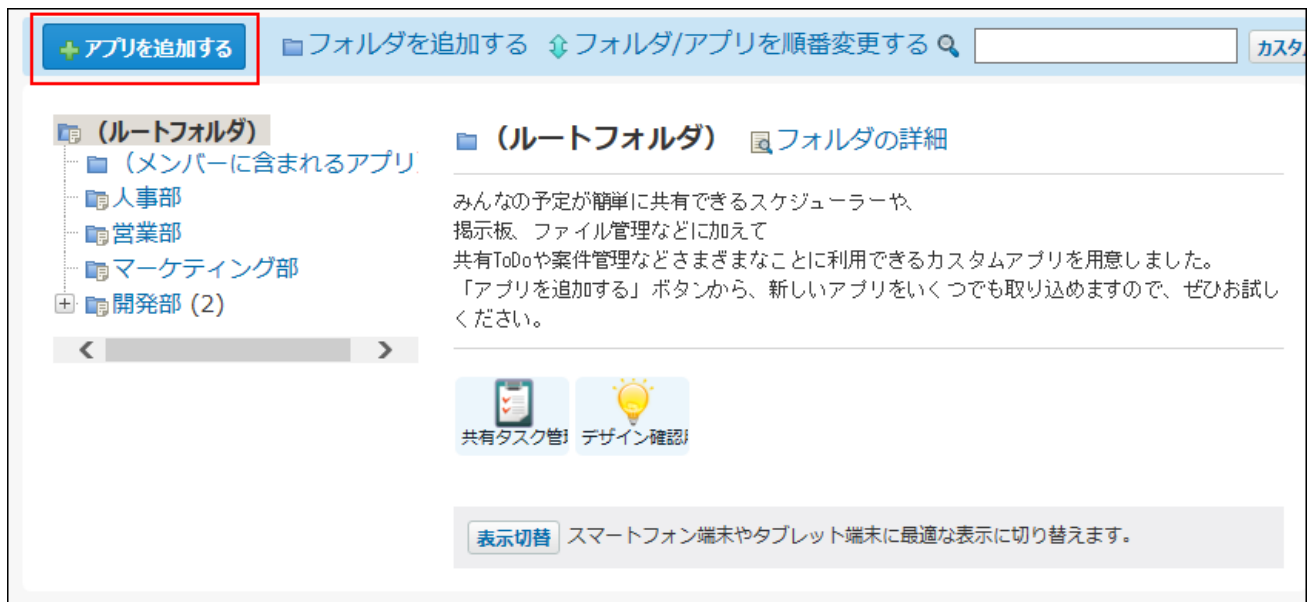 アプリを追加する フォルダを追加する フォルダ/アプリを順番変更する カスタ
(ルートフォルダ)
(メンバーに含まれるアプリ
人事部
営業部
マーケティング部
開発部 (2)
(ルートフォルダ) フォルダの詳細
みんなの予定が簡単に共有できるスケジューラーや、
掲示板、ファイル管理などに加えて
共有ToDoや案件管理などさまざまなことに利用できるカスタムアプリを用意しました。
「アプリを追加する」ボタンから、新しいアプリをいくつでも取り込めますので、ぜひお試し
ください。
共有タスク管 デザイン確認
表示切替 スマートフォン端末やタブレット端末に最適な表示に切り替えます。